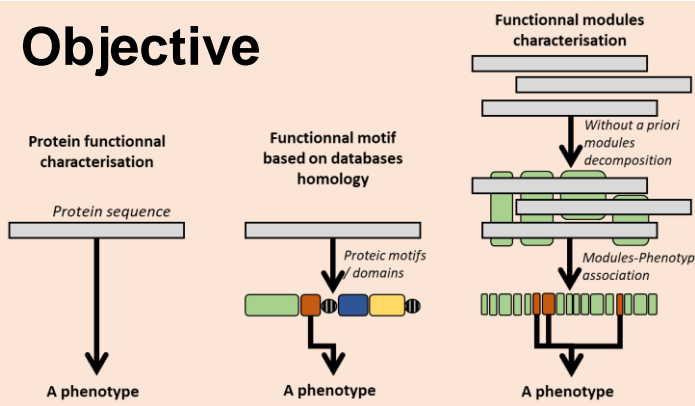 Objective
Protein functionnal
characterisation
Protein sequence
A phenotype
Functionnal motif
based on databases
homology
Proteic motifs
/ domains
A phenotype
Functionnal modules
characterisation
Without a priori
modules
decomposition
Modules-Phenotyp
association
A phenotype